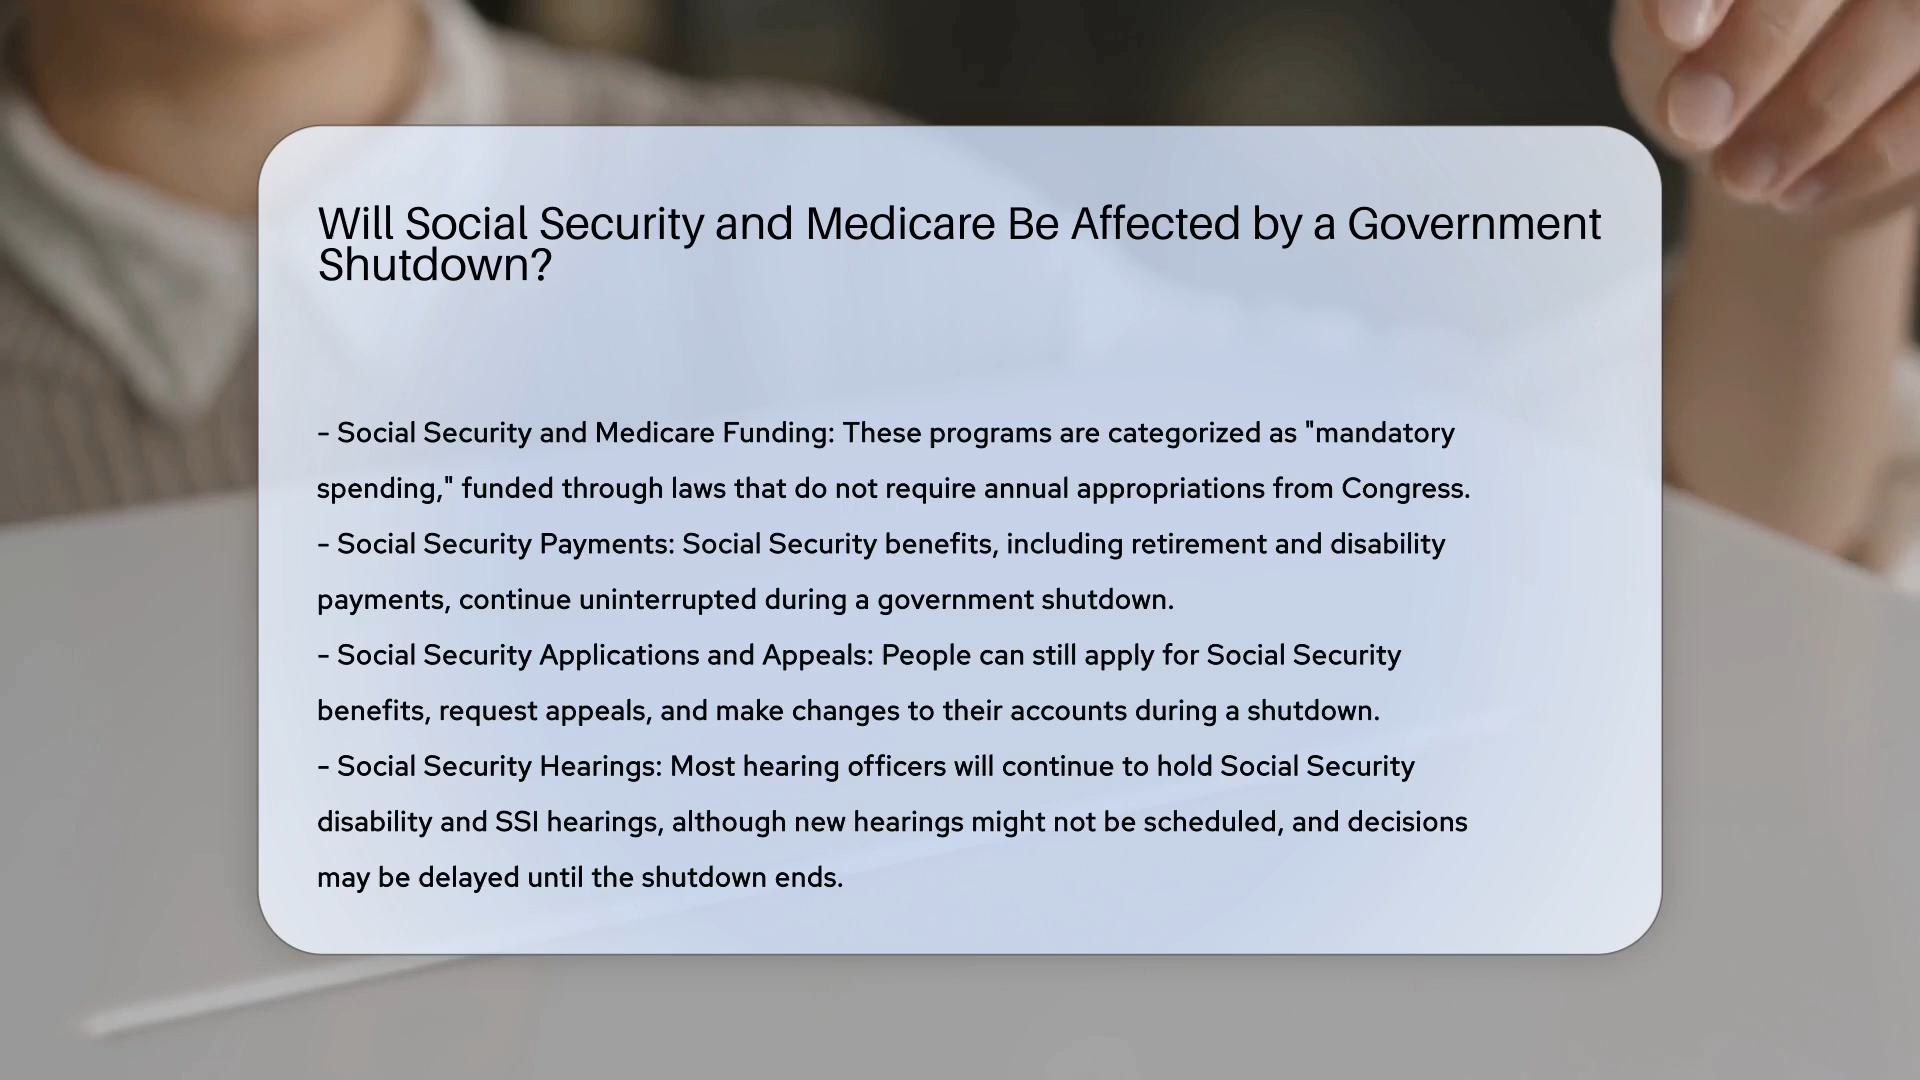 Will Social Security and Medicare Be Affected by a Government
Shutdown?
- Social Security and Medicare Funding: These programs are categorized as "mandatory
spending," funded through laws that do not require annual appropriations from Congress.
- Social Security Payments: Social Security benefits, including retirement and disability
payments, continue uninterrupted during a government shutdown.
- Social Security Applications and Appeals: People can still apply for Social Security
benefits, request appeals, and make changes to their accounts during a shutdown.
- Social Security Hearings: Most hearing officers will continue to hold Social Security
disability and SSI hearings, although new hearings might not be scheduled, and decisions
may be delayed until the shutdown ends.